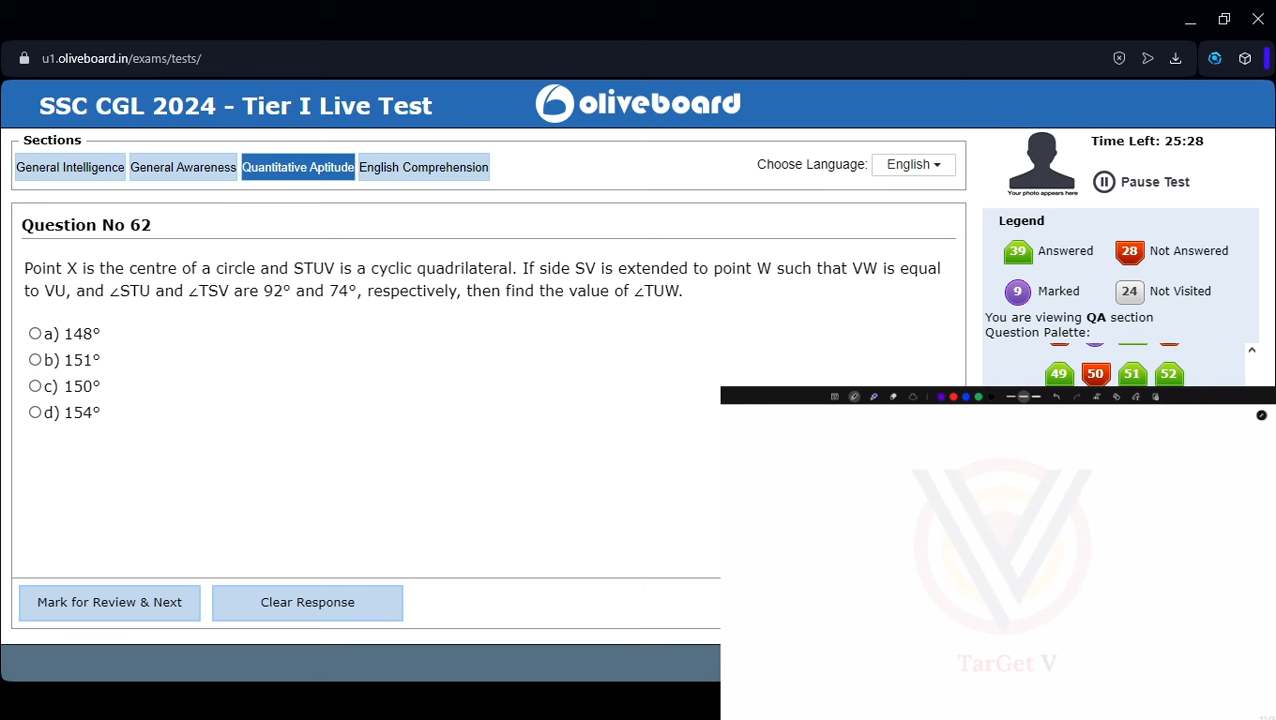 u1.oliveboard.in/exams/tests/
SSC CGL 2024 - Tier I Live Test
oliveboard
Sections
General Intelligence
General Awareness
Quantitative Aptitude
English Comprehension
Choose Language:
English
Your photo appears here
Time Left: 25:28
Pause Test
Question No 62
Point X is the centre of a circle and STUV is a cyclic quadrilateral. If side SV is extended to point W such that VW is equal
to VU, and ∠STU and ∠TSV are 92° and 74°, respectively, then find the value of ∠TUW.
a) 148°
b) 151°
c) 150°
d) 154°
Legend
39 Answered
28 Not Answered
9 Marked
24 Not Visited
You are viewing QA section
Question Palette:
49 50 51 52
TarGet V
Mark for Review & Next
Clear Response